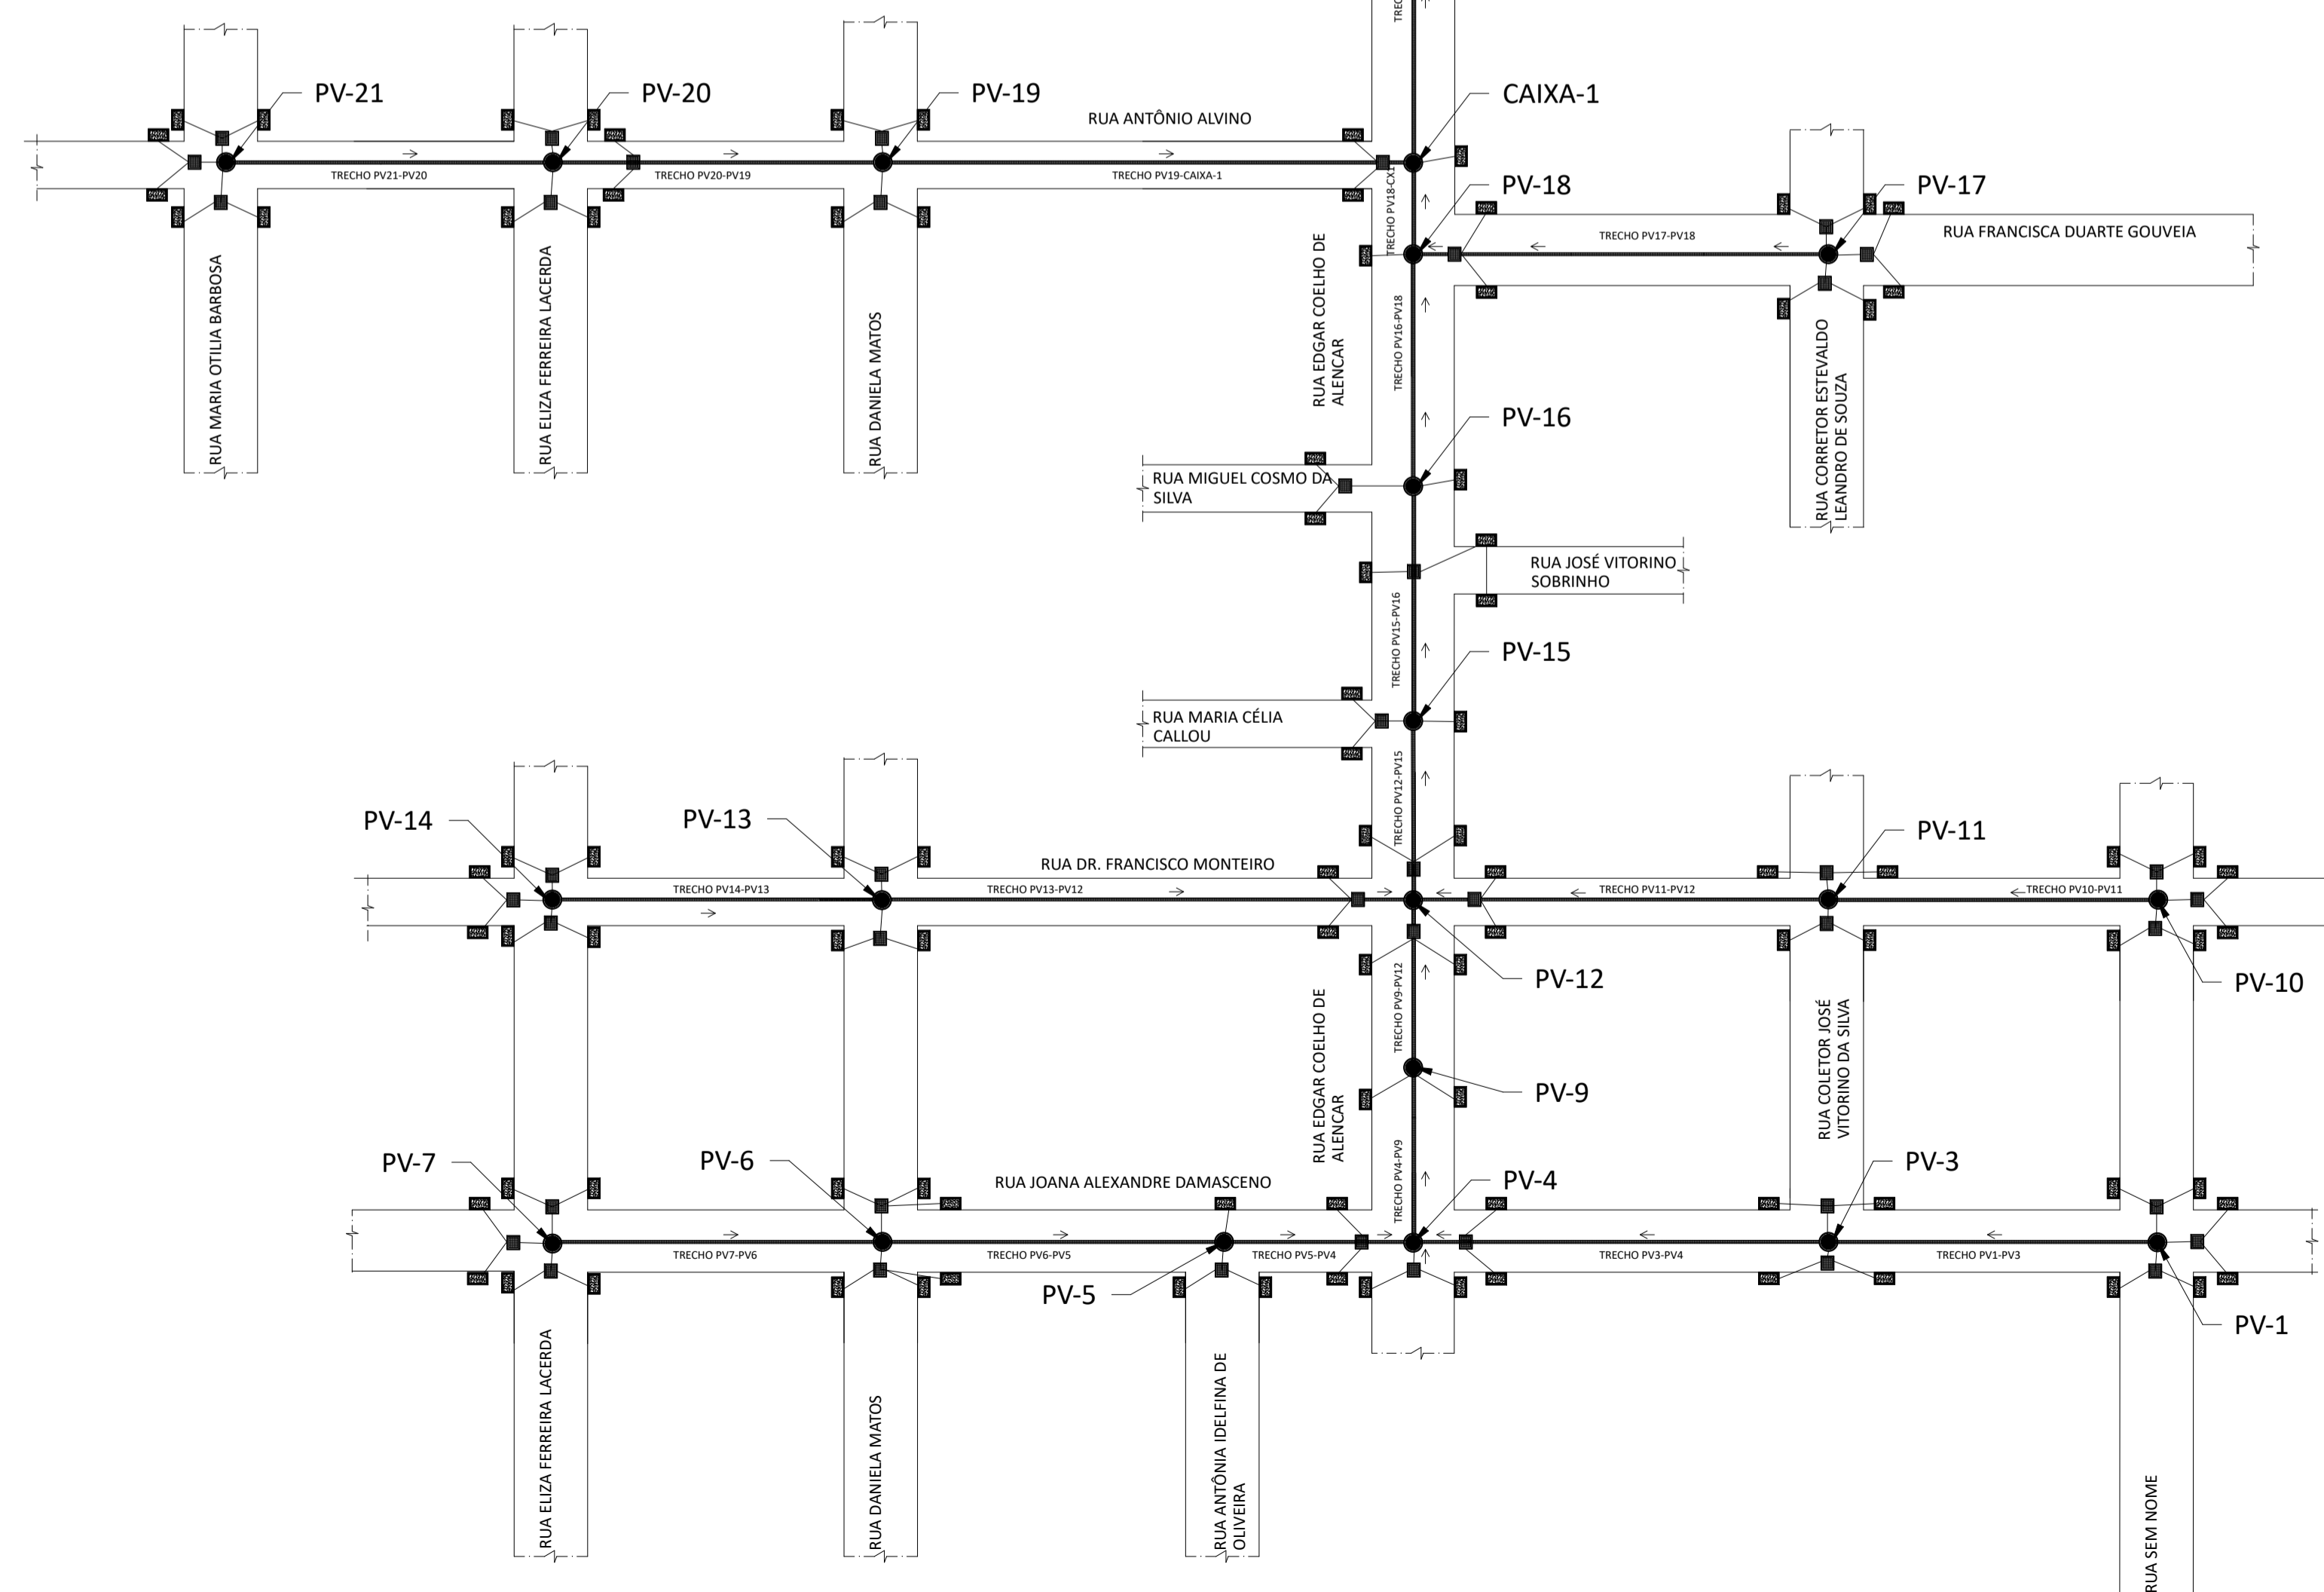 TREC
PV-21
PV-20
PV-19
RUA ANTÔNIO ALVINO
CAIXA-1
TRECHO PV21-PV20
TRECHO PV20-PV19
TRECHO PV19-CAIXA-1
TRECHO PV18-CX1
PV-18
PV-17
TRECHO PV17-PV18
RUA FRANCISCA DUARTE GOUVEIA
RUA MARIA OTILIA BARBOSA
RUA ELIZA FERREIRA LACERDA
RUA DANIELA MATOS
RUA EDGAR COELHO DE
ALENCAR
TRECHO PV16-PV18
RUA CORRETOR ESTEVALDO
LEANDRO DE SOUZA
PV-16
RUA MIGUEL COSMO DA
SILVA
RUA JOSÉ VITORINO
SOBRINHO
TRECHO PV15-PV16
PV-15
RUA MARIA CÉLIA
CALLOU
TRECHO PV12-PV15
PV-14
PV-13
PV-11
RUA DR. FRANCISCO MONTEIRO
TRECHO PV14-PV13
TRECHO PV13-PV12
TRECHO PV11-PV12
TRECHO PV10-PV11
PV-12
PV-10
TRECHO PV9-PV12
RUA EDGAR COELHO DE
ALENCAR
RUA COLETOR JOSÉ
VITORINO DA SILVA
PV-9
PV-7
PV-6
RUA JOANA ALEXANDRE DAMASCENO
TRECHO PV4-PV9
PV-4
PV-3
TRECHO PV7-PV6
TRECHO PV6-PV5
TRECHO PV5-PV4
TRECHO PV3-PV4
TRECHO PV1-PV3
PV-5
PV-1
RUA ELIZA FERREIRA LACERDA
RUA DANIELA MATOS
RUA ANTÔNIA IDELFINA DE
OLIVEIRA
RUA SEM NOME